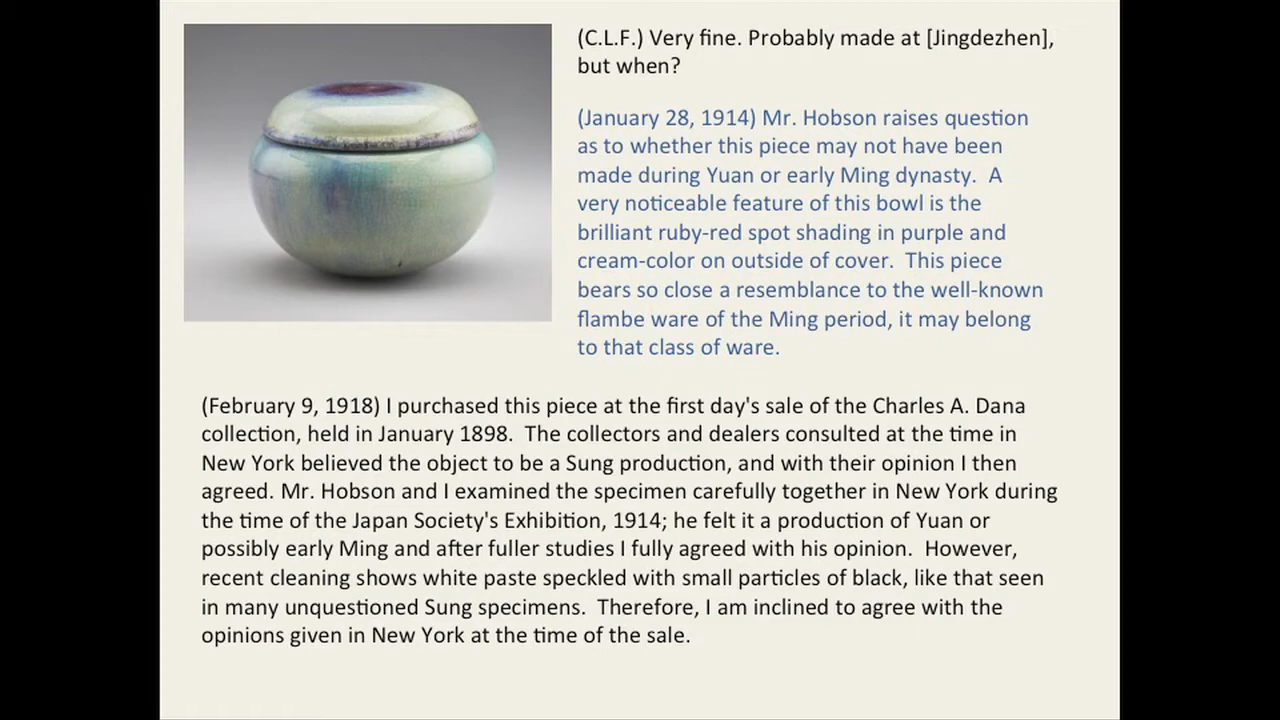 (C.L.F.) Very fine. Probably made at [Jingdezhen],
but when?
(January 28, 1914) Mr. Hobson raises question
as to whether this piece may not have been
made during Yuan or early Ming dynasty.  A
very noticeable feature of this bowl is the
brilliant ruby-red spot shading in purple and
cream-color on outside of cover.  This piece
bears so close a resemblance to the well-known
flambe ware of the Ming period, it may belong
to that class of ware.
(February 9, 1918) I purchased this piece at the first day's sale of the Charles A. Dana
collection, held in January 1898.  The collectors and dealers consulted at the time in
New York believed the object to be a Sung production, and with their opinion I then
agreed. Mr. Hobson and I examined the specimen carefully together in New York during
the time of the Japan Society's Exhibition, 1914; he felt it a production of Yuan or
possibly early Ming and after fuller studies I fully agreed with his opinion.  However,
recent cleaning shows white paste speckled with small particles of black, like that seen
in many unquestioned Sung specimens.  Therefore, I am inclined to agree with the
opinions given in New York at the time of the sale.